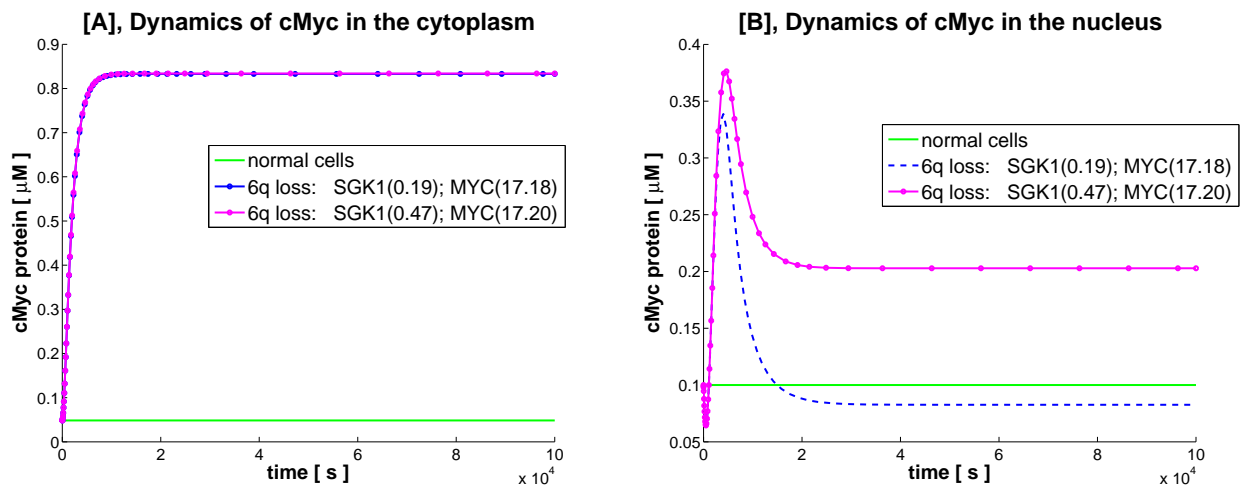 [A], Dynamics of cMyc in the cytoplasm
cMyc protein [ μM ]
0.9
0.8
0.7
0.6
0.5
0.4
0.3
0.2
0.1
0
normal cells
6q loss: SGK1(0.19); MYC(17.18)
6q loss: SGK1(0.47); MYC(17.20)
0 2 4 6 8 10
time [ s ]
x 10^4
[B], Dynamics of cMyc in the nucleus
cMyc protein [ μM ]
0.4
0.35
0.3
0.25
0.2
0.15
0.1
0.05
normal cells
6q loss: SGK1(0.19); MYC(17.18)
6q loss: SGK1(0.47); MYC(17.20)
0 2 4 6 8 10
time [ s ]
x 10^4